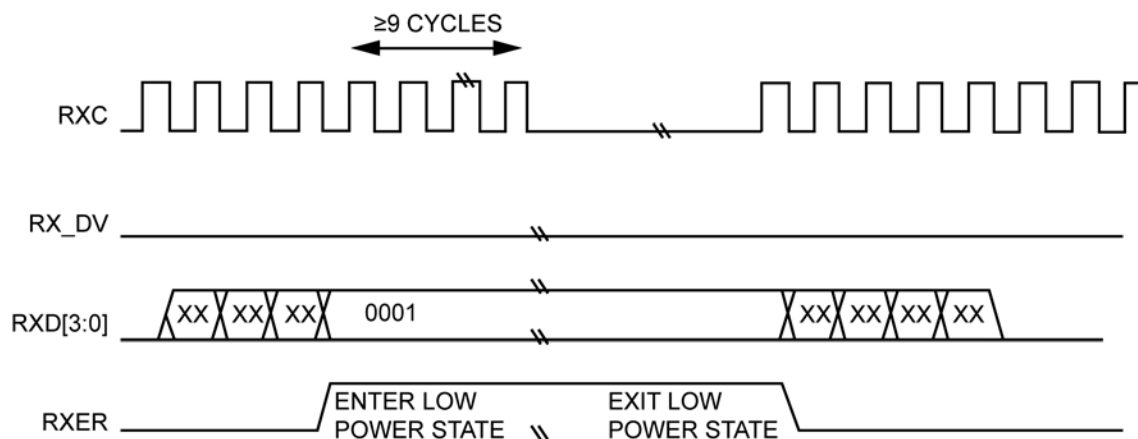 ≥9 CYCLES
RXC
RX_DV
RXD[3:0]
XX XX XX 0001 XX XX XX XX
RXER
ENTER LOW
POWER STATE
EXIT LOW
POWER STATE